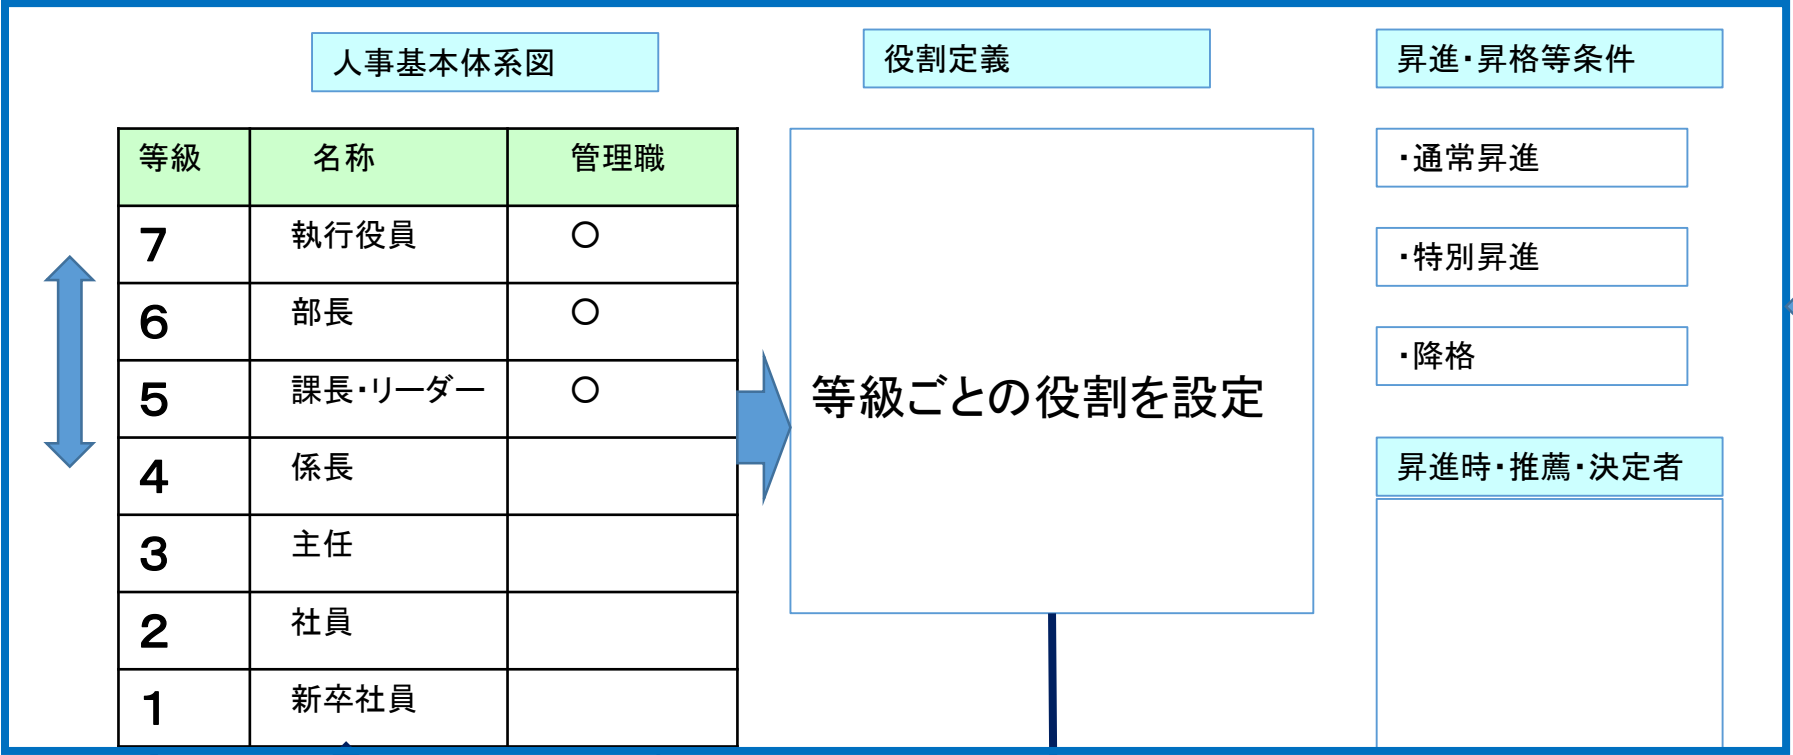 人事基本体系図
役割定義
昇進・昇格等条件
等級 名称 管理職
7 執行役員 〇
6 部長 〇
5 課長・リーダー 〇
4 係長
3 主任
2 社員
1 新卒社員
等級ごとの役割を設定
・通常昇進
・特別昇進
・降格
昇進時・推薦・決定者